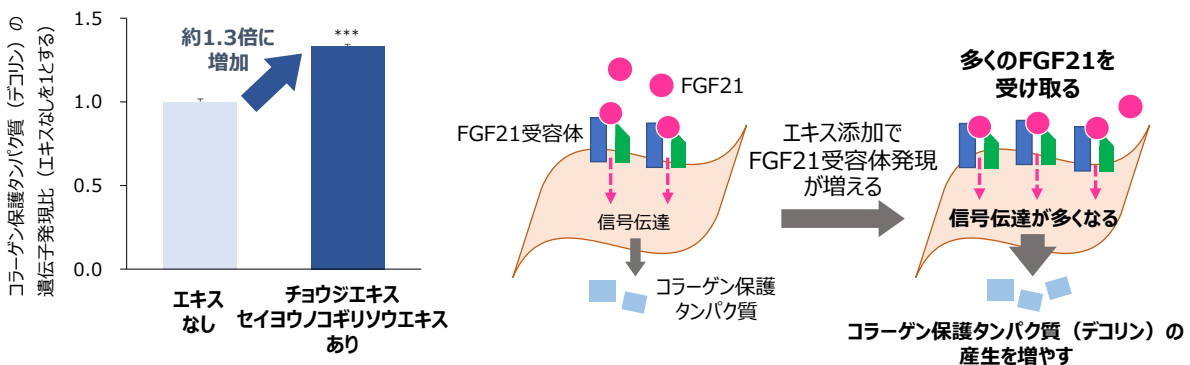 コラーゲン保護タンパク質（デコリン）の
遺伝子発現比（エキスなしを1とする）
1.5
1.0
0.5
0.0
約1.3倍に
増加
***
エキス
なし
チョウジエキス
セイヨウノコギリソウエキス
あり
FGF21
FGF21受容体
信号伝達
コラーゲン保護
タンパク質
エキス添加で
FGF21受容体発現
が増える
多くのFGF21を
受け取る
信号伝達が多くなる
コラーゲン保護タンパク質（デコリン）の
産生を増やす